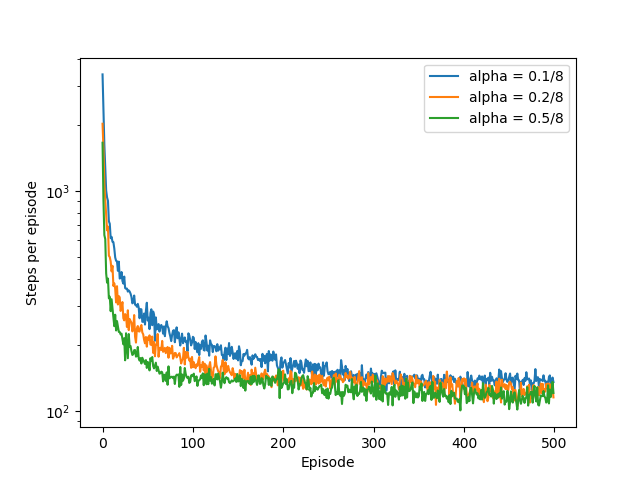 alpha = 0.1/8
alpha = 0.2/8
alpha = 0.5/8
Steps per episode
10³
10²
0 100 200 300 400 500
Episode